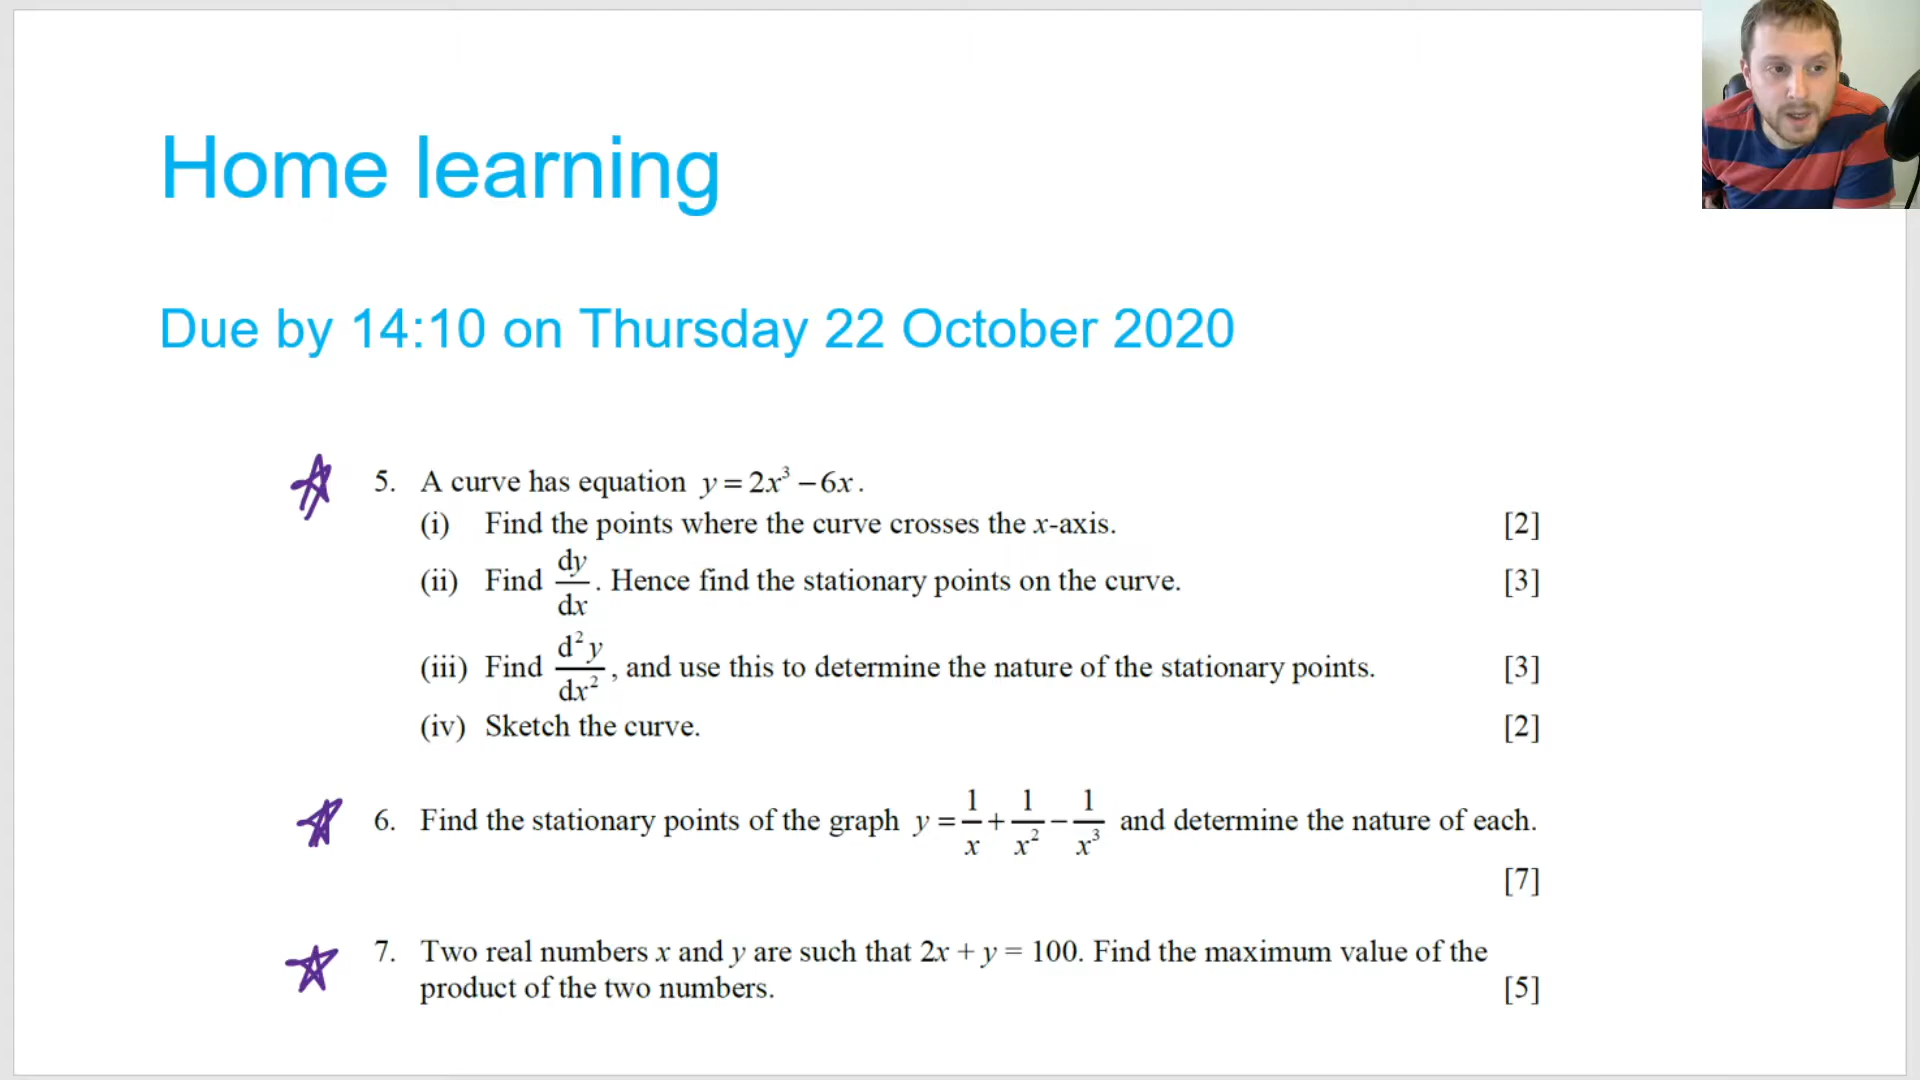 Home learning
Due by 14:10 on Thursday 22 October 2020
5. A curve has equation y = 2x³ – 6x.
(i) Find the points where the curve crosses the x-axis. [2]
(ii) Find dy/dx. Hence find the stationary points on the curve. [3]
(iii) Find d²y/dx², and use this to determine the nature of the stationary points. [3]
(iv) Sketch the curve. [2]
6. Find the stationary points of the graph y = 1/x + 1/x² – 1/x³ and determine the nature of each.
[7]
7. Two real numbers x and y are such that 2x + y = 100. Find the maximum value of the
product of the two numbers. [5]